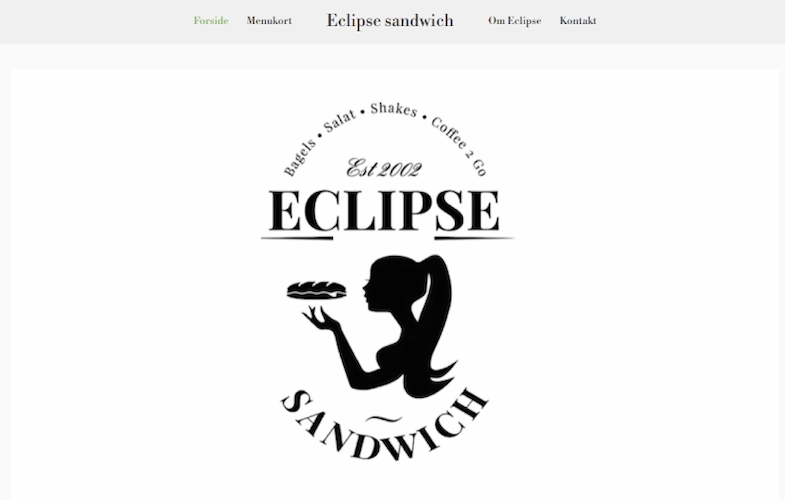 Forside Menukort Eclipse sandwich Om Eclipse Kontakt
Bagels • Salat • Shakes • Coffee 2 Go
Est 2002
ECLIPSE
SANDWICH